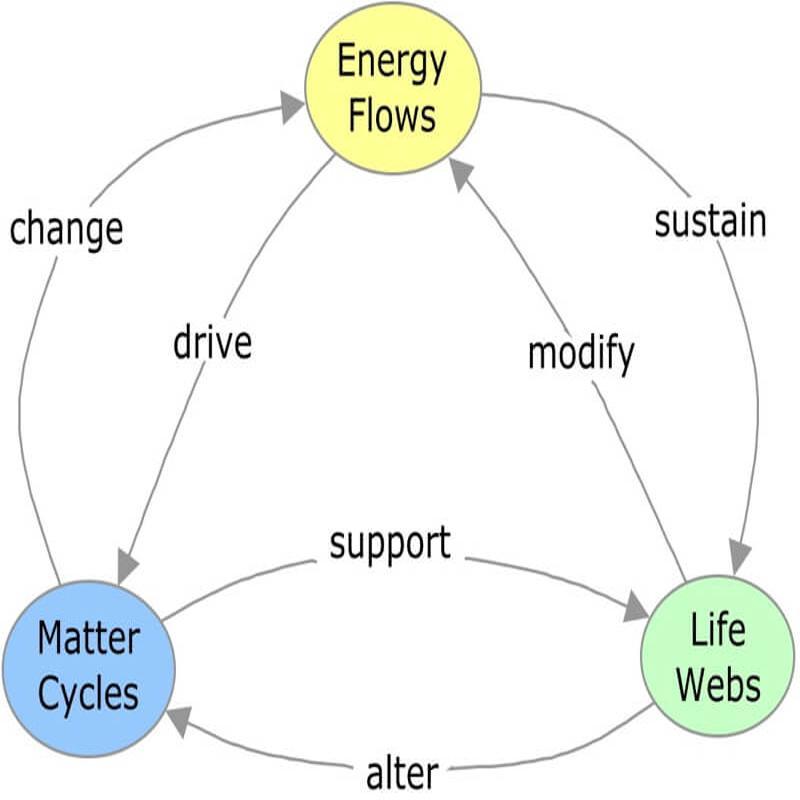 Energy
Flows
change
sustain
drive
modify
support
Matter
Cycles
Life
Webs
alter